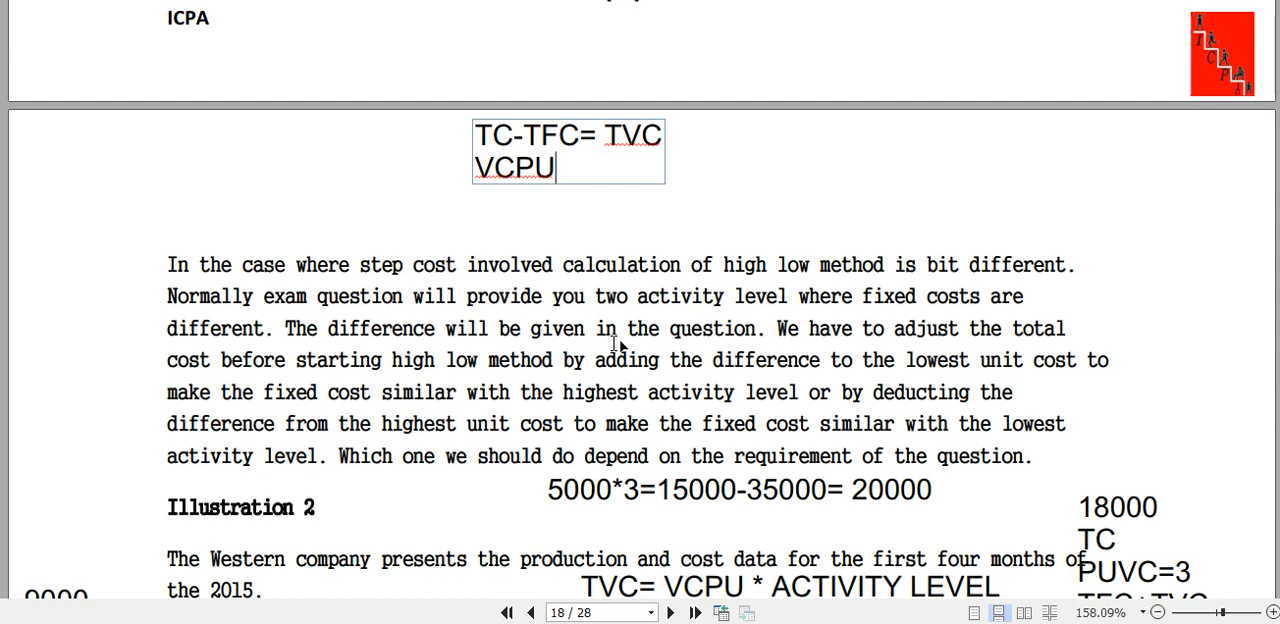 ICPA
I
C
P
A
TC-TFC= TVC
VCPU
In the case where step cost involved calculation of high low method is bit different.
Normally exam question will provide you two activity level where fixed costs are
different. The difference will be given in the question. We have to adjust the total
cost before starting high low method by adding the difference to the lowest unit cost to
make the fixed cost similar with the highest activity level or by deducting the
difference from the highest unit cost to make the fixed cost similar with the lowest
activity level. Which one we should do depend on the requirement of the question.
5000*3=15000-35000= 20000
Illustration 2
18000
TC
The Western company presents the production and cost data for the first four months of
PUVC=3
the 2015.
TVC= VCPU * ACTIVITY LEVEL
TFC+TVC
9000
18 / 28
158.09%